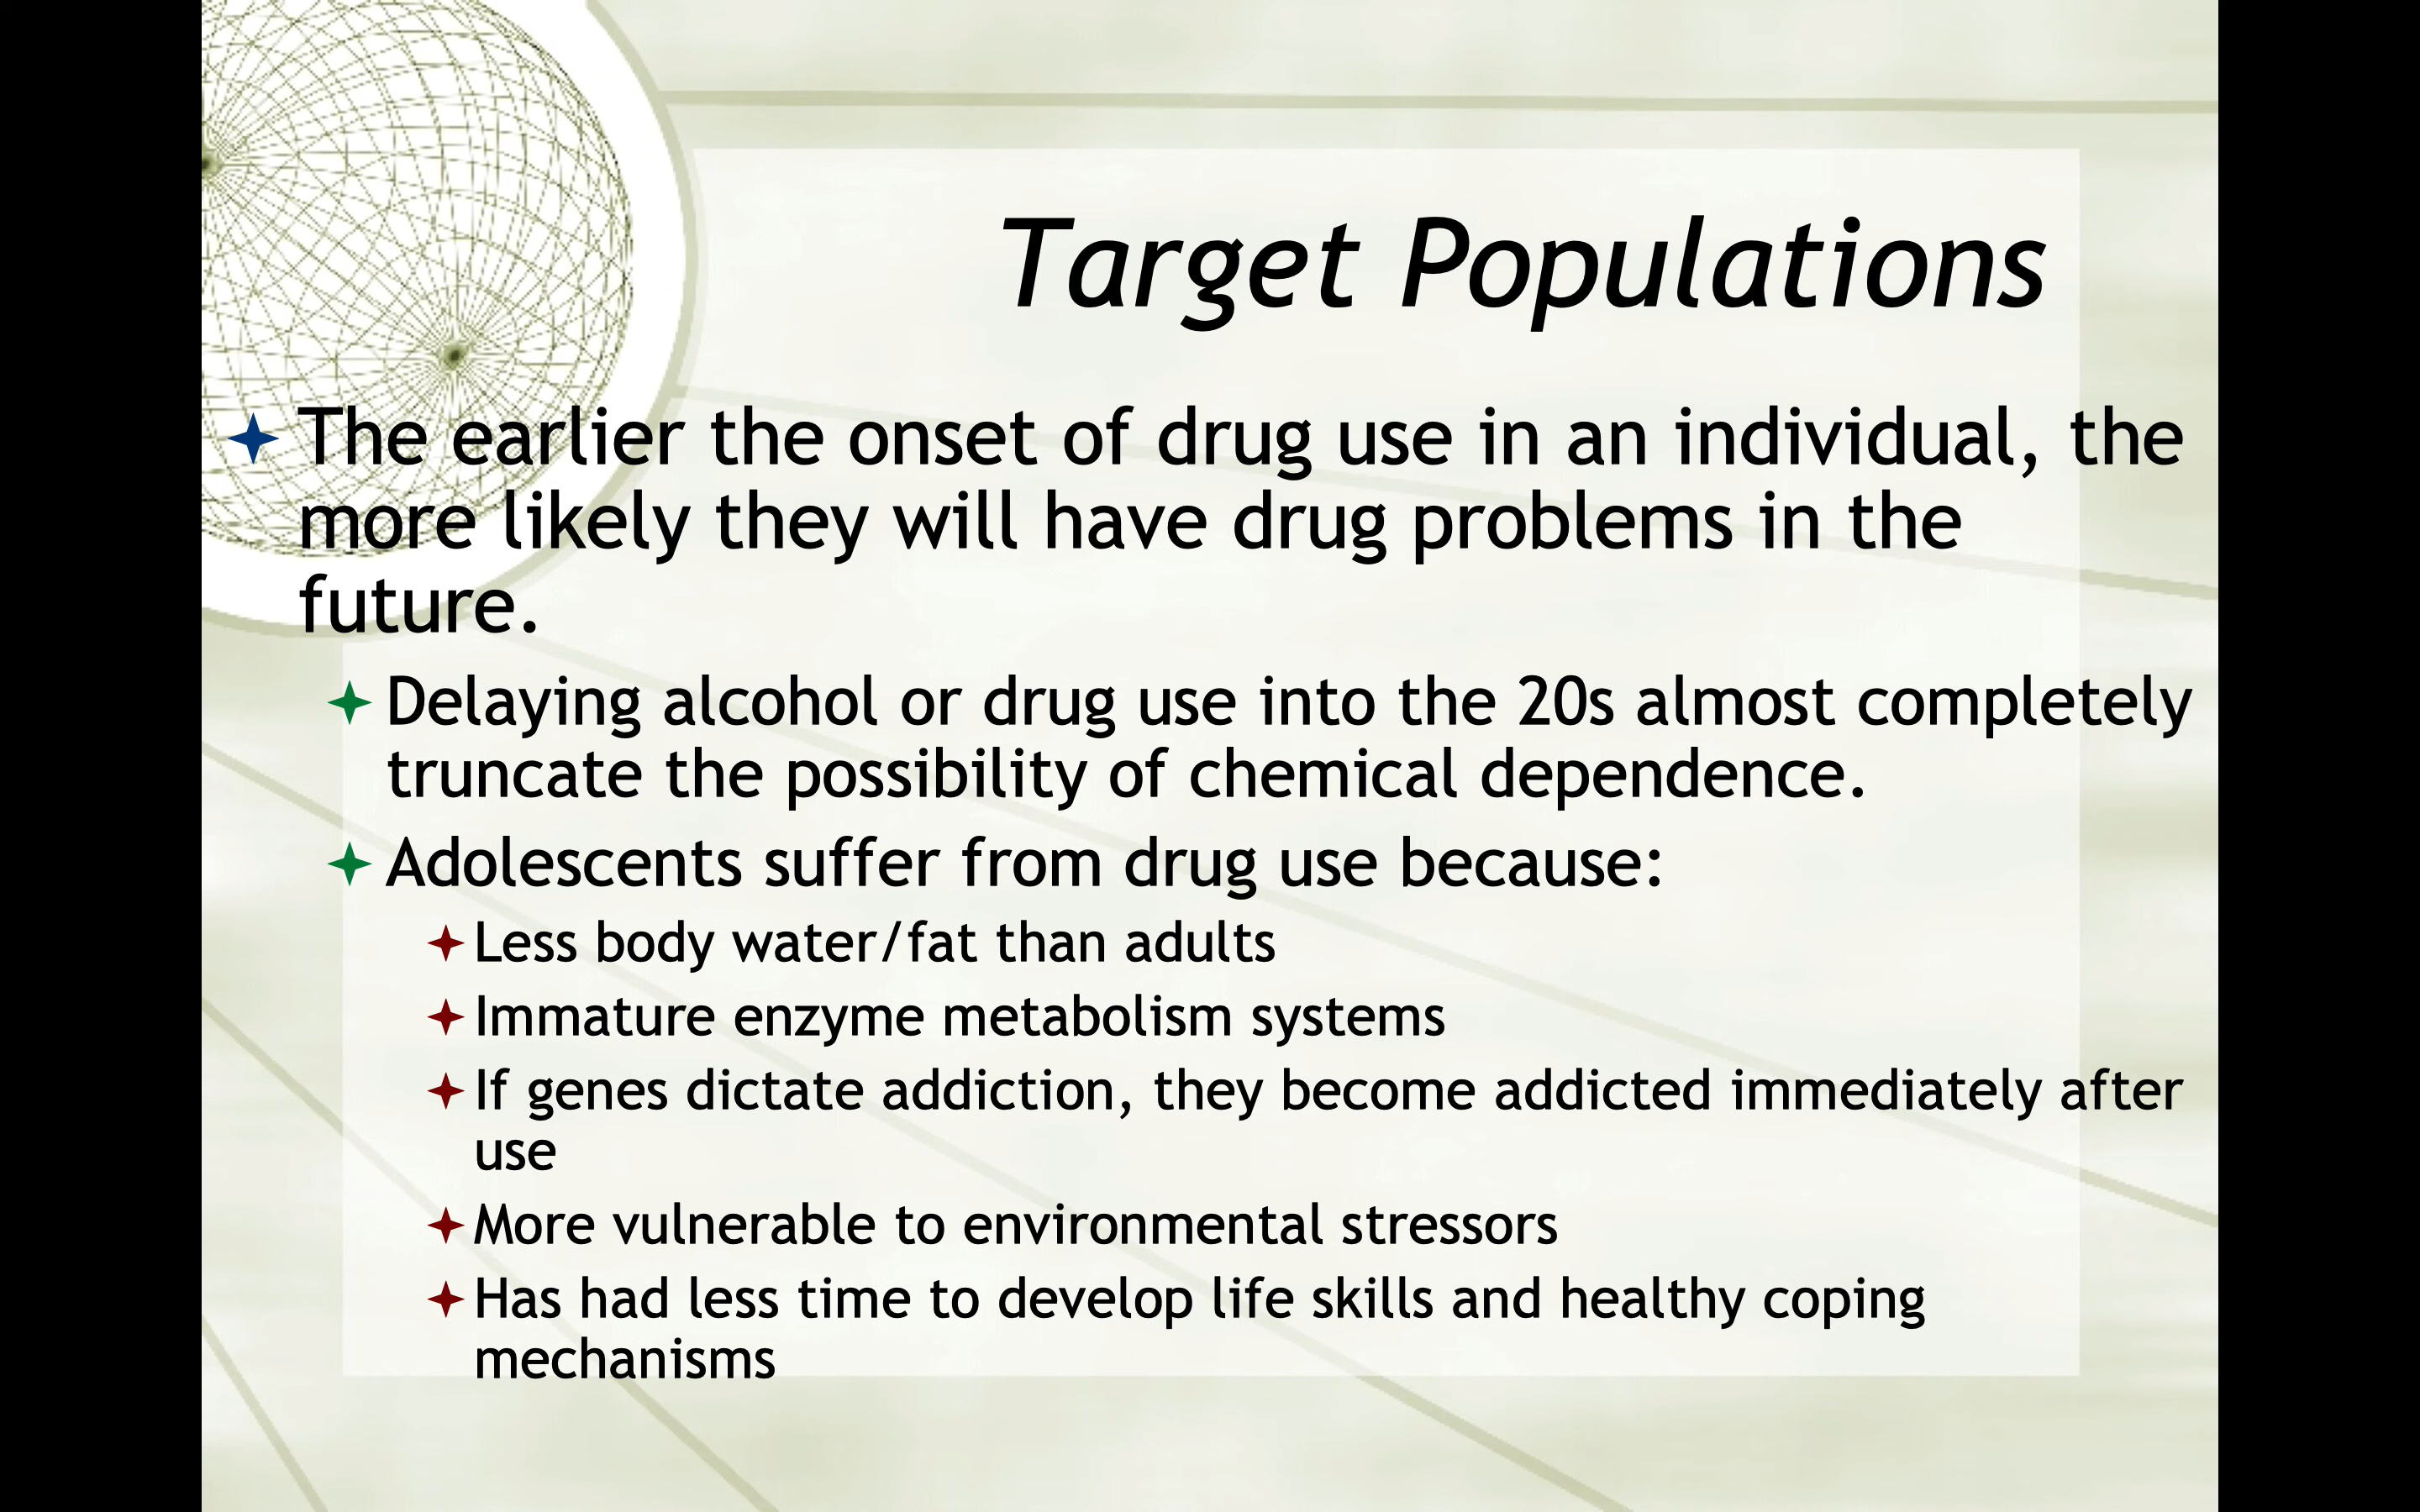 Target Populations
The earlier the onset of drug use in an individual, the
more likely they will have drug problems in the
future.
Delaying alcohol or drug use into the 20s almost completely
truncate the possibility of chemical dependence.
Adolescents suffer from drug use because:
Less body water/fat than adults
Immature enzyme metabolism systems
If genes dictate addiction, they become addicted immediately after
use
More vulnerable to environmental stressors
Has had less time to develop life skills and healthy coping
mechanisms